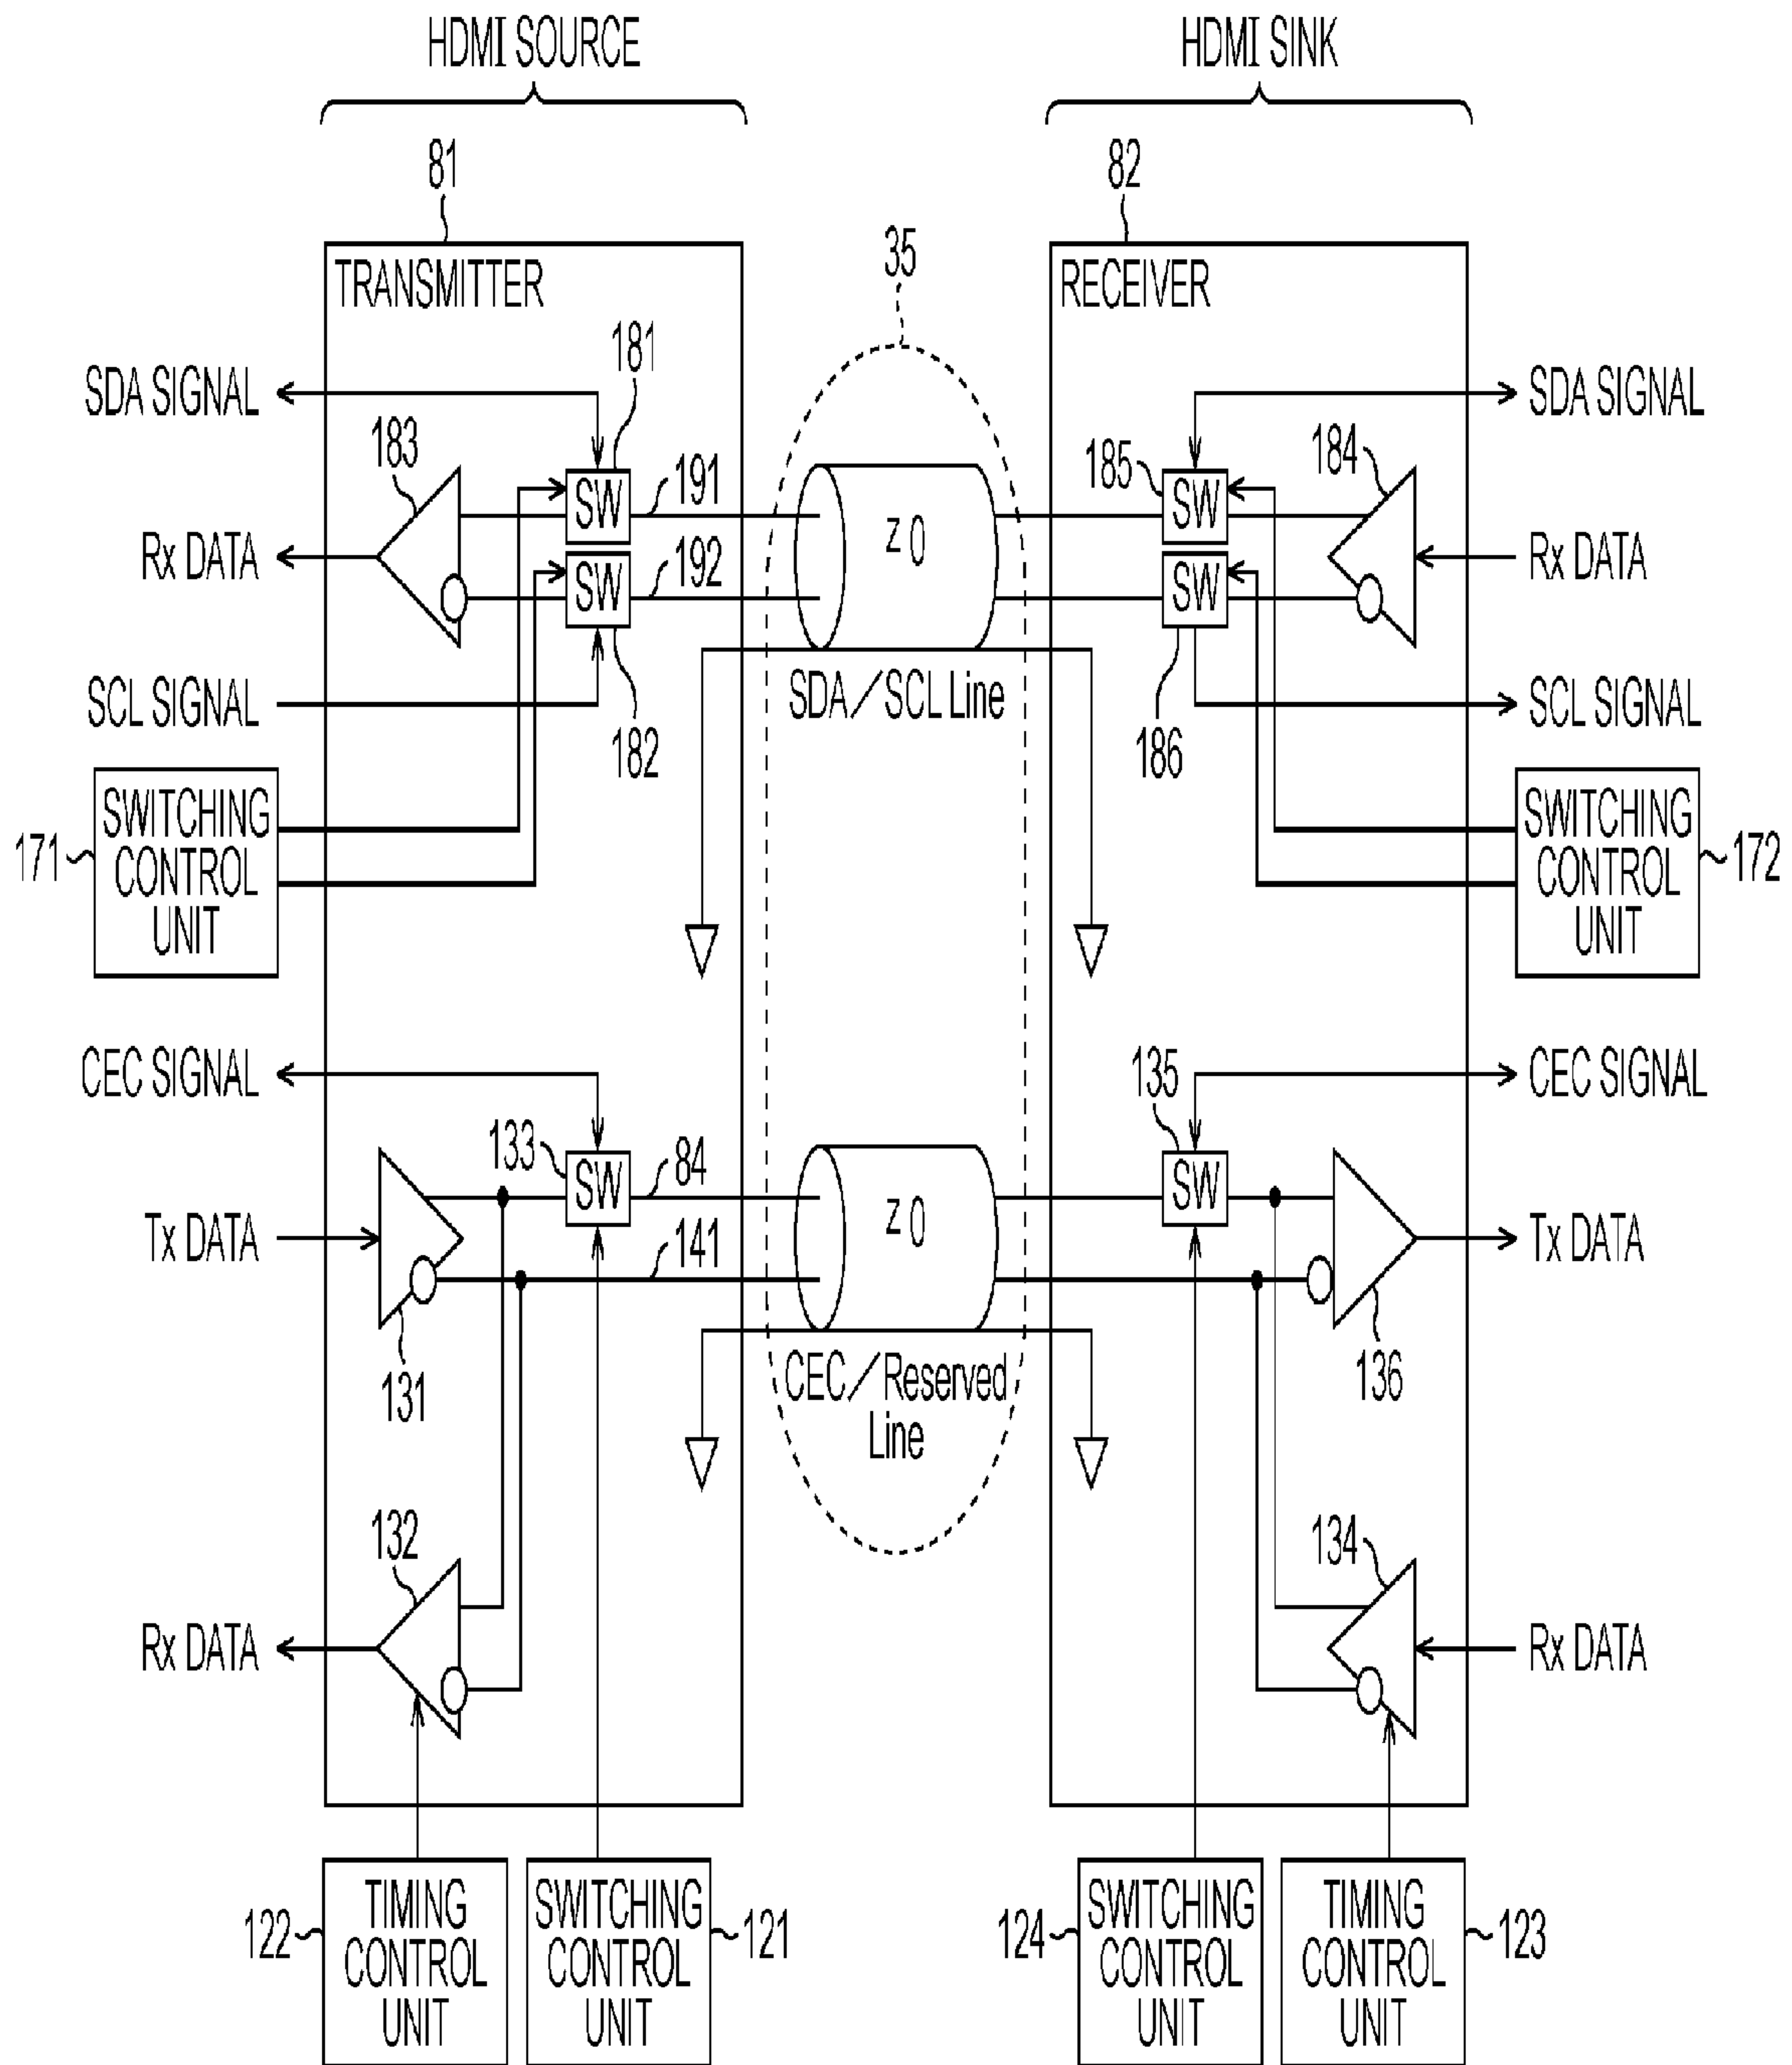 HDMI SOURCE
HDMI SINK
81
82
TRANSMITTER
35
RECEIVER
SDA SIGNAL
181
SDA SIGNAL
183
SW
191
z0
185
SW
184
Rx DATA
SW
192
SW
Rx DATA
SCL SIGNAL
182
SDA/SCL Line
186
SCL SIGNAL
171
SWITCHING
CONTROL
UNIT
SWITCHING
CONTROL
UNIT
172
CEC SIGNAL
135
CEC SIGNAL
133
SW
84
z0
SW
Tx DATA
141
Tx DATA
131
CEC/Reserved
Line
136
132
134
Rx DATA
Rx DATA
122
TIMING
CONTROL
UNIT
SWITCHING
CONTROL
UNIT
121
124
SWITCHING
CONTROL
UNIT
TIMING
CONTROL
UNIT
123